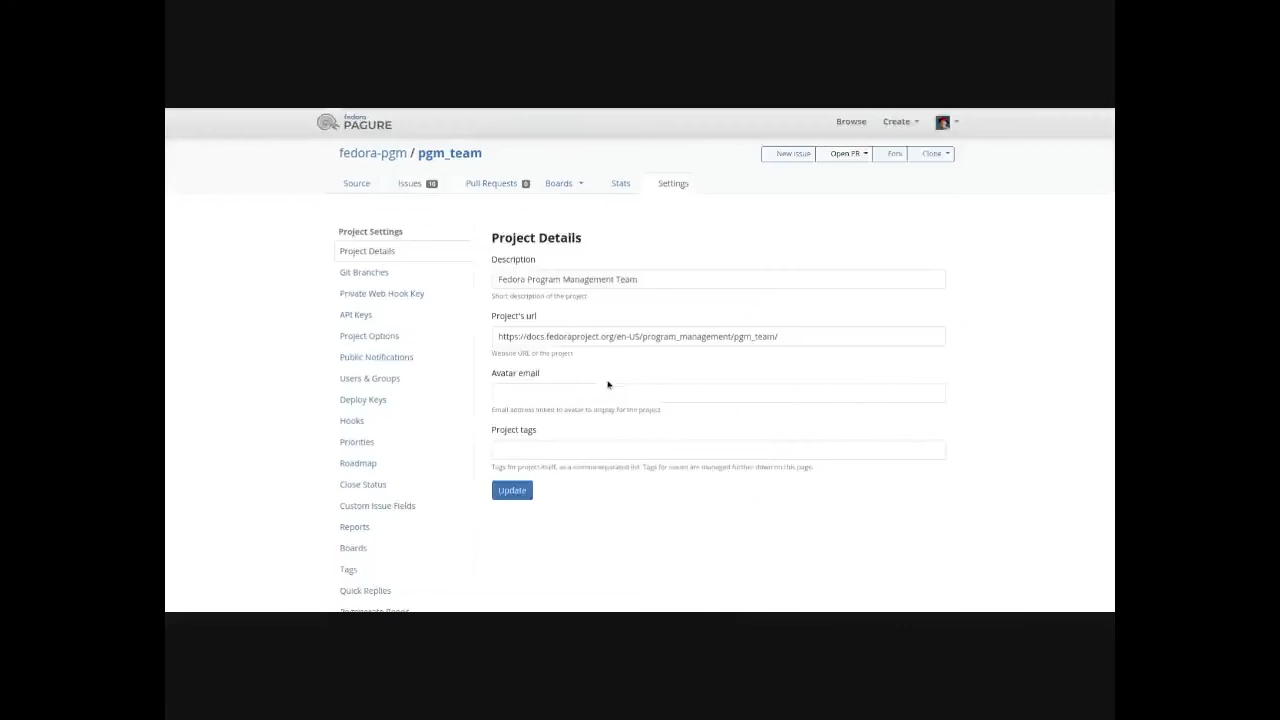 fedora
PAGURE
Browse
Create
fedora-pgm / pgm_team
New issue
Open PR
Fork
Clone
Source
Issues 10
Pull Requests 0
Boards
Stats
Settings
Project Settings
Project Details
Git Branches
Private Web Hook Key
API Keys
Project Options
Public Notifications
Users & Groups
Deploy Keys
Hooks
Priorities
Roadmap
Close Status
Custom Issue Fields
Reports
Boards
Tags
Quick Replies
Project Details
Description
Fedora Program Management Team
Short description of the project
Project's url
https://docs.fedoraproject.org/en-US/program_management/pgm_team/
Website URL of the project
Avatar email
Email address linked to avatar to display for the project
Project tags
Tags for project itself, as a comma-separated list. Tags for issues are managed further down on this page.
Update